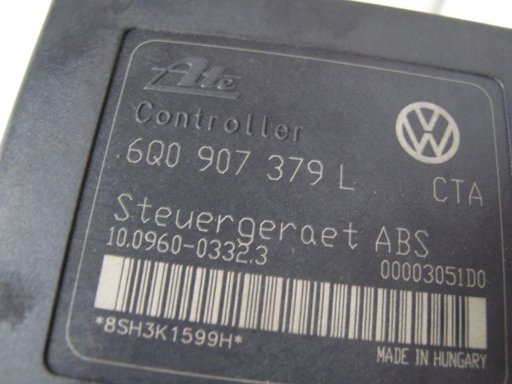 Ate
Controller
6Q0 907 379 L
CTA
Steuergeraet ABS
10.0960-0332.3
00003051D0
*8SH3K1599H*
MADE IN HUNGARY